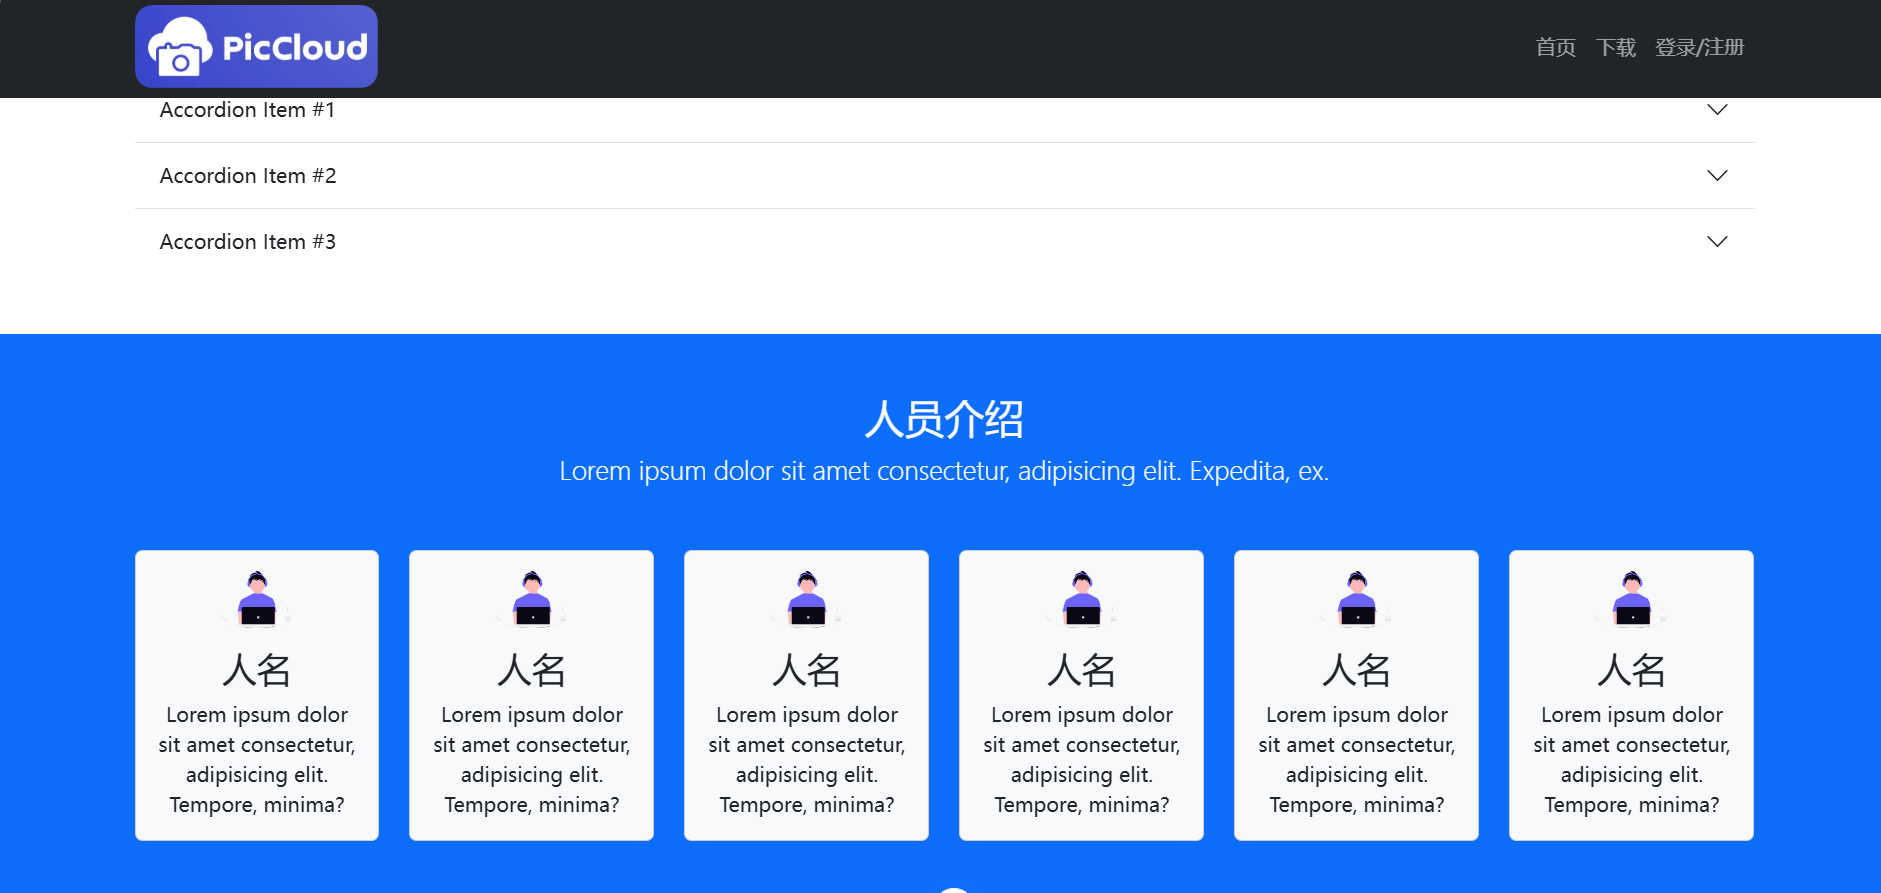 PicCloud
首页 下载 登录/注册
Accordion Item #1
Accordion Item #2
Accordion Item #3
人员介绍
Lorem ipsum dolor sit amet consectetur, adipisicing elit. Expedita, ex.
人名
Lorem ipsum dolor
sit amet consectetur,
adipisicing elit.
Tempore, minima?
人名
Lorem ipsum dolor
sit amet consectetur,
adipisicing elit.
Tempore, minima?
人名
Lorem ipsum dolor
sit amet consectetur,
adipisicing elit.
Tempore, minima?
人名
Lorem ipsum dolor
sit amet consectetur,
adipisicing elit.
Tempore, minima?
人名
Lorem ipsum dolor
sit amet consectetur,
adipisicing elit.
Tempore, minima?
人名
Lorem ipsum dolor
sit amet consectetur,
adipisicing elit.
Tempore, minima?